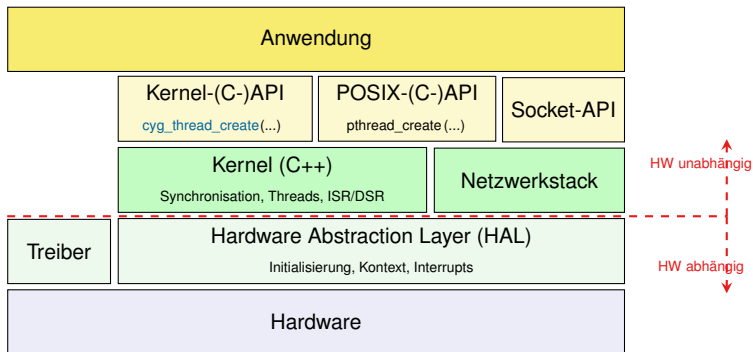 Anwendung
Kernel-(C-)API
cyg_thread_create(...)
POSIX-(C-)API
pthread_create(...)
Socket-API
Kernel (C++)
Synchronisation, Threads, ISR/DSR
Netzwerkstack
HW unabhängig
Treiber
Hardware Abstraction Layer (HAL)
Initialisierung, Kontext, Interrupts
HW abhängig
Hardware